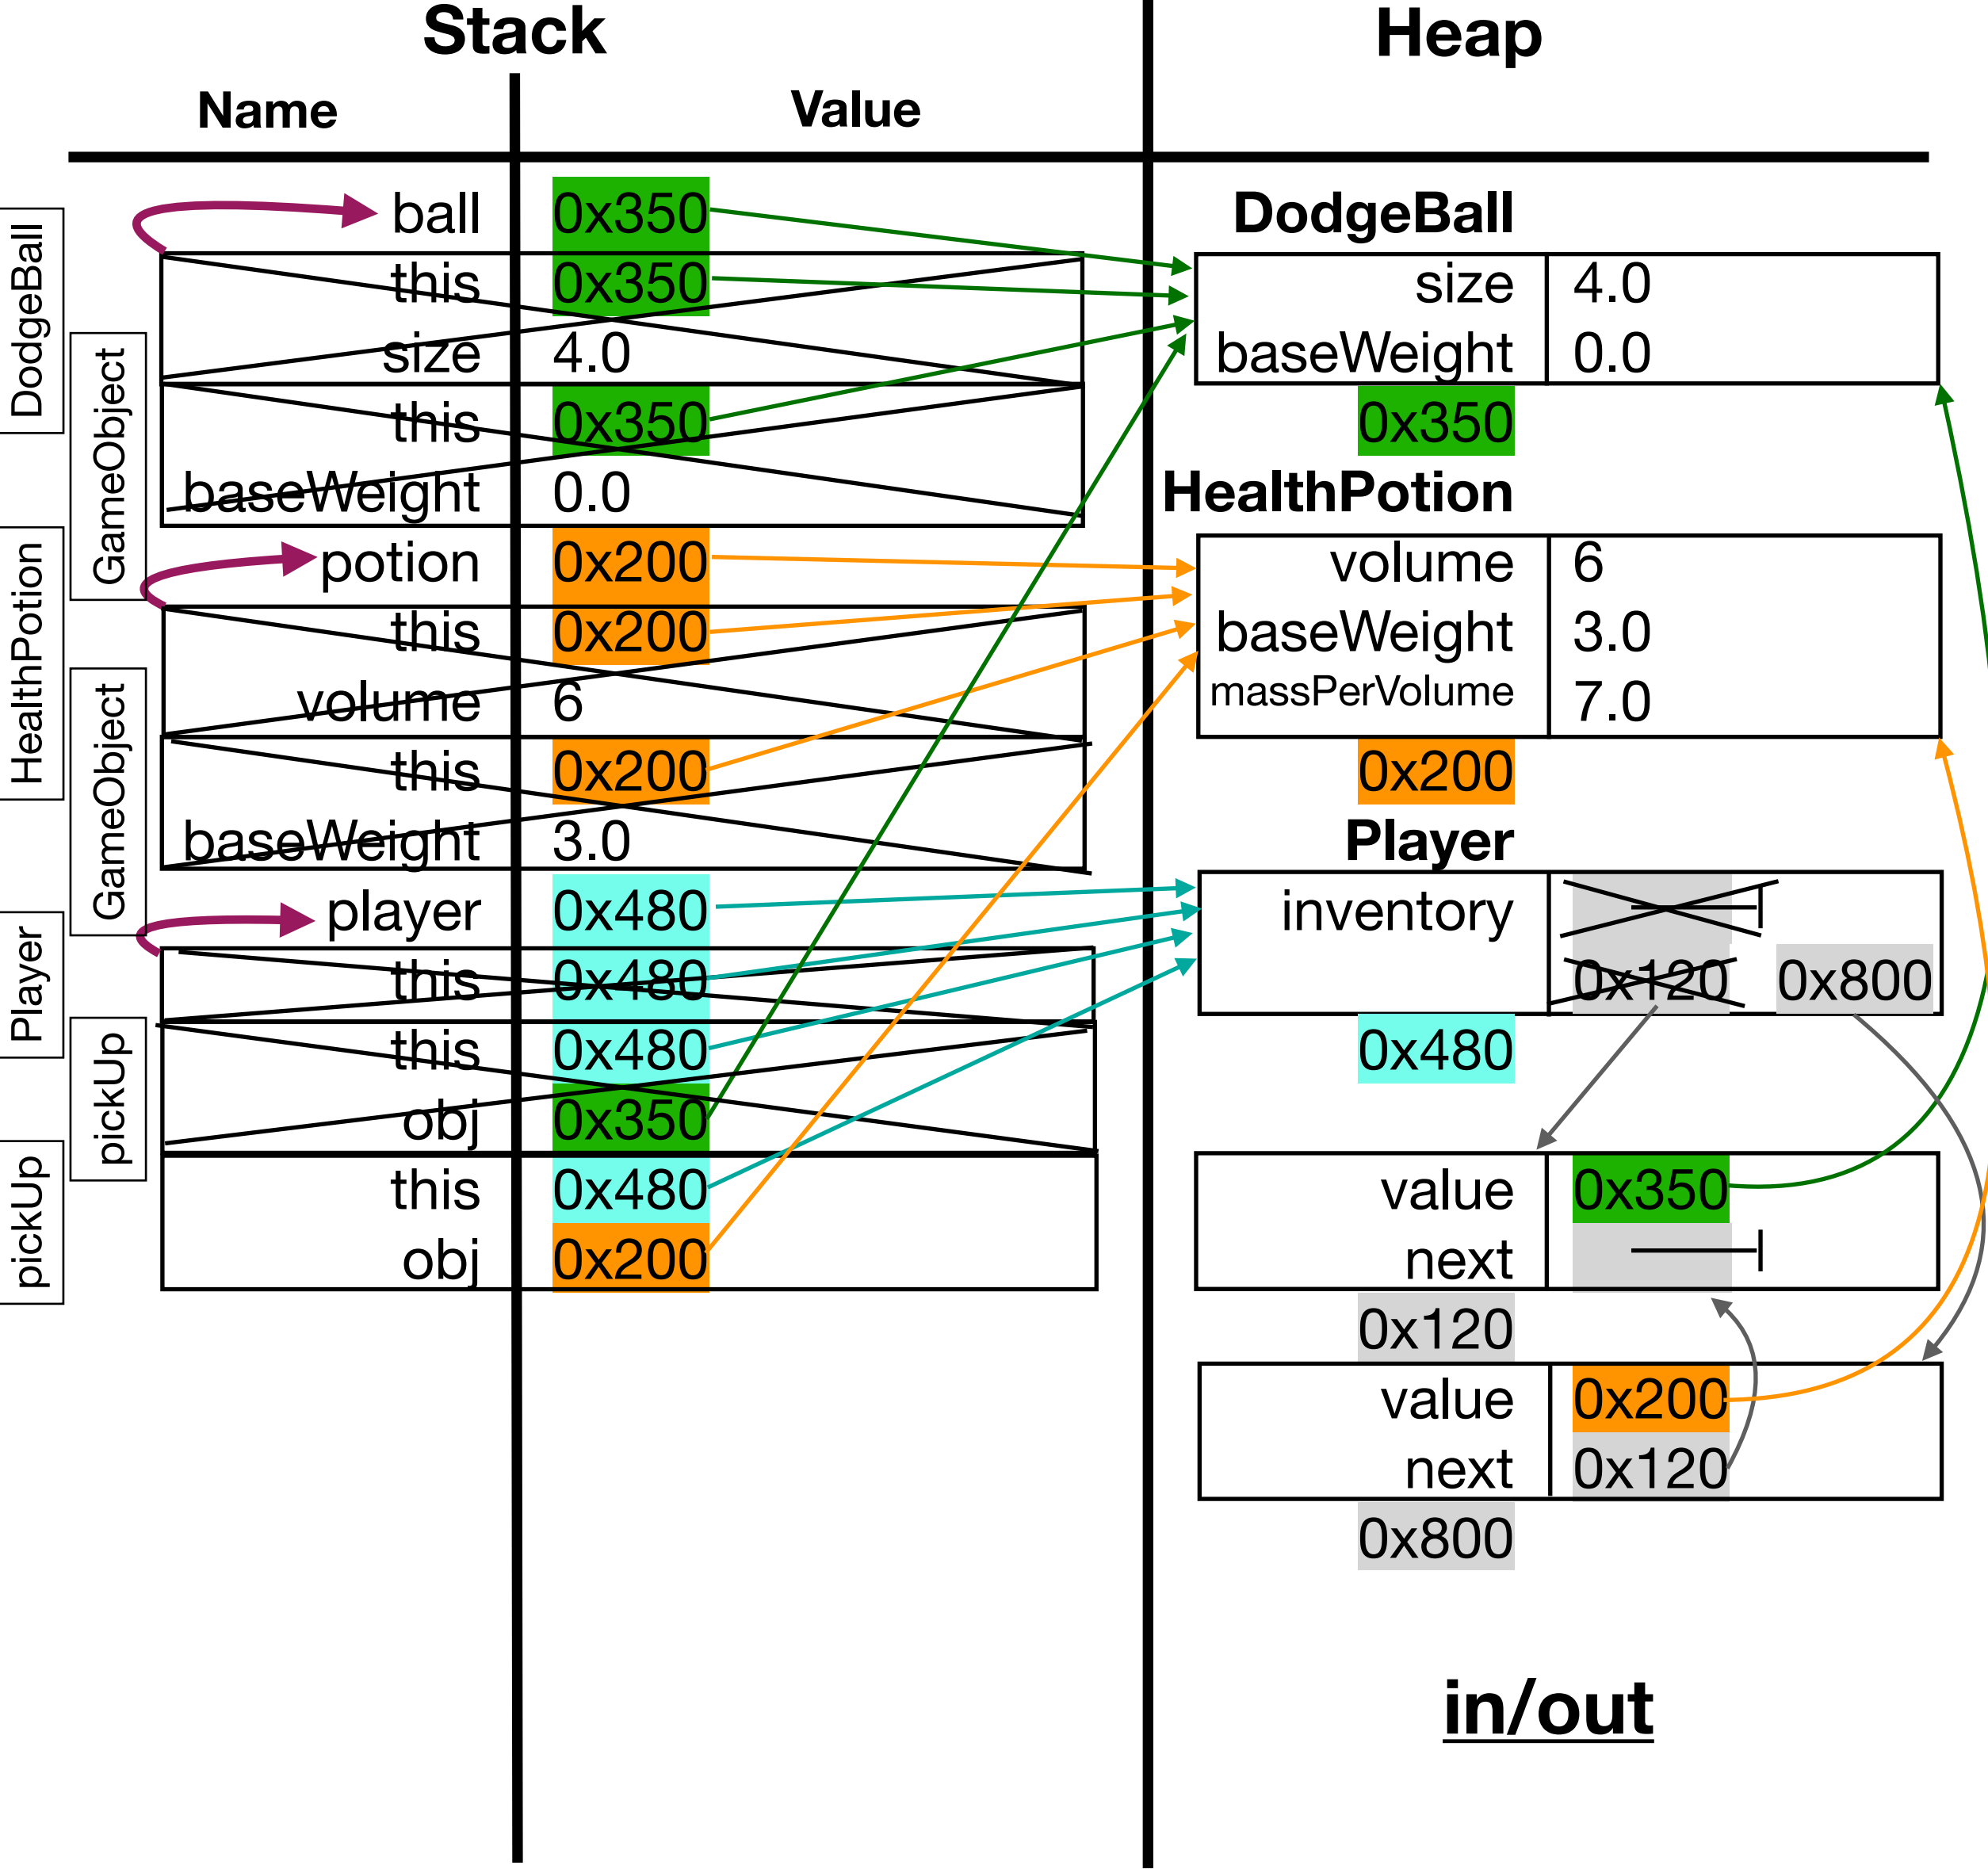 Stack
Heap
Name
Value
DodgeBall
GameObject
HealthPotion
GameObject
Player
pickUp
pickUp
ball 0x350
this 0x350
size 4.0
this 0x350
baseWeight 0.0
potion 0x200
this 0x200
volume 6
this 0x200
baseWeight 3.0
player 0x480
this 0x480
this 0x480
obj 0x350
this 0x480
obj 0x200
DodgeBall
size 4.0
baseWeight 0.0
0x350
HealthPotion
volume 6
baseWeight 3.0
massPerVolume 7.0
0x200
Player
inventory
0x120 0x800
0x480
value 0x350
next
0x120
value 0x200
next 0x120
0x800
in/out